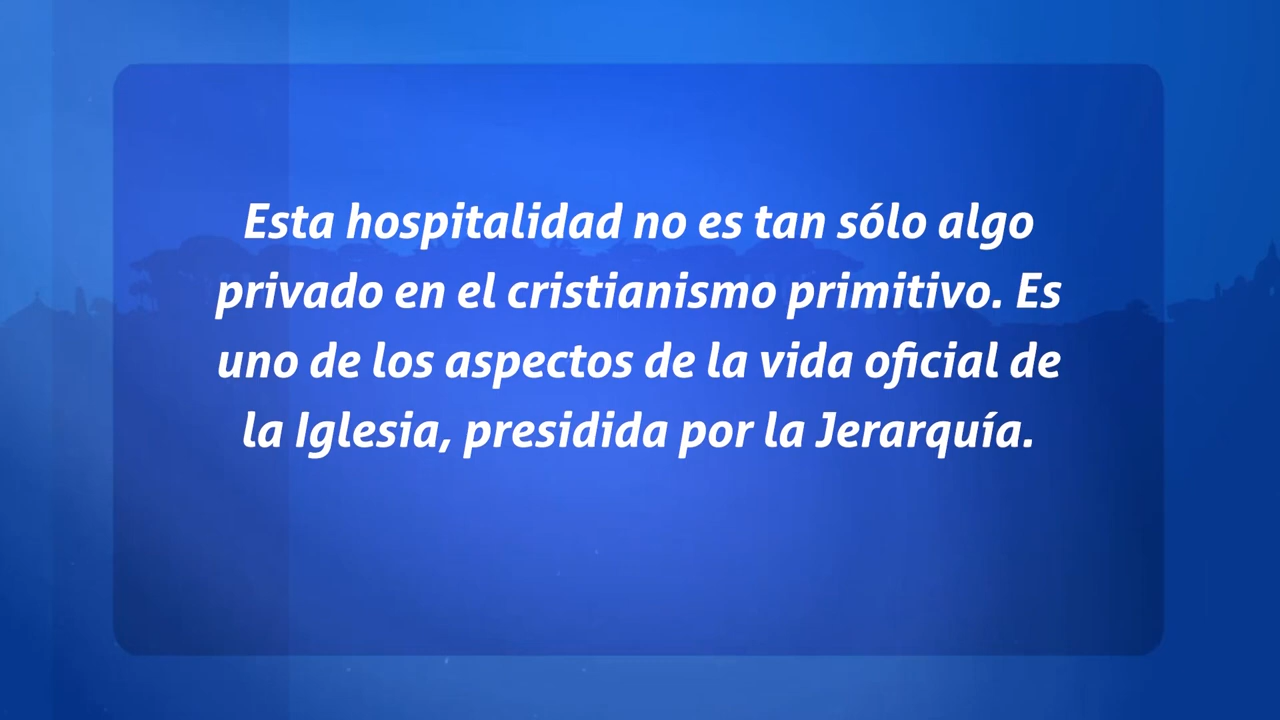 Esta hospitalidad no es tan sólo algo
privado en el cristianismo primitivo. Es
uno de los aspectos de la vida oficial de
la Iglesia, presidida por la Jerarquía.